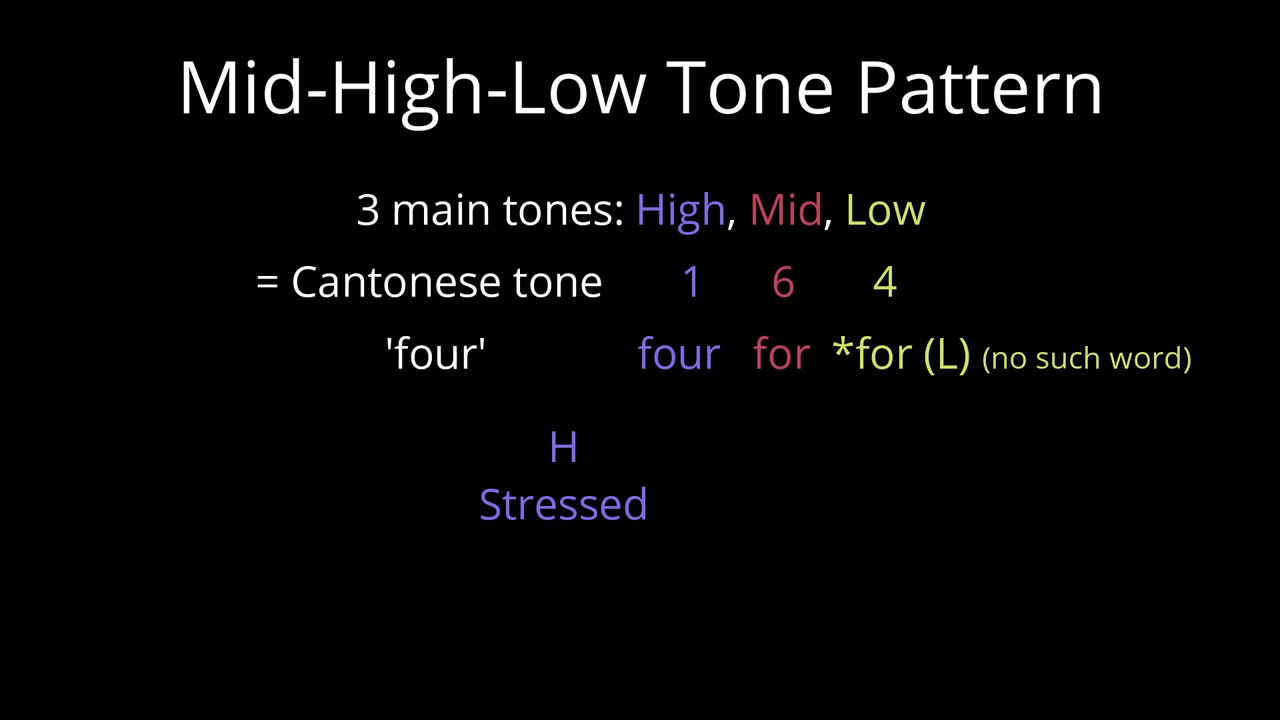 Mid-High-Low Tone Pattern
3 main tones: High, Mid, Low
= Cantonese tone 1 6 4
'four' four for *for (L) (no such word)
H
Stressed